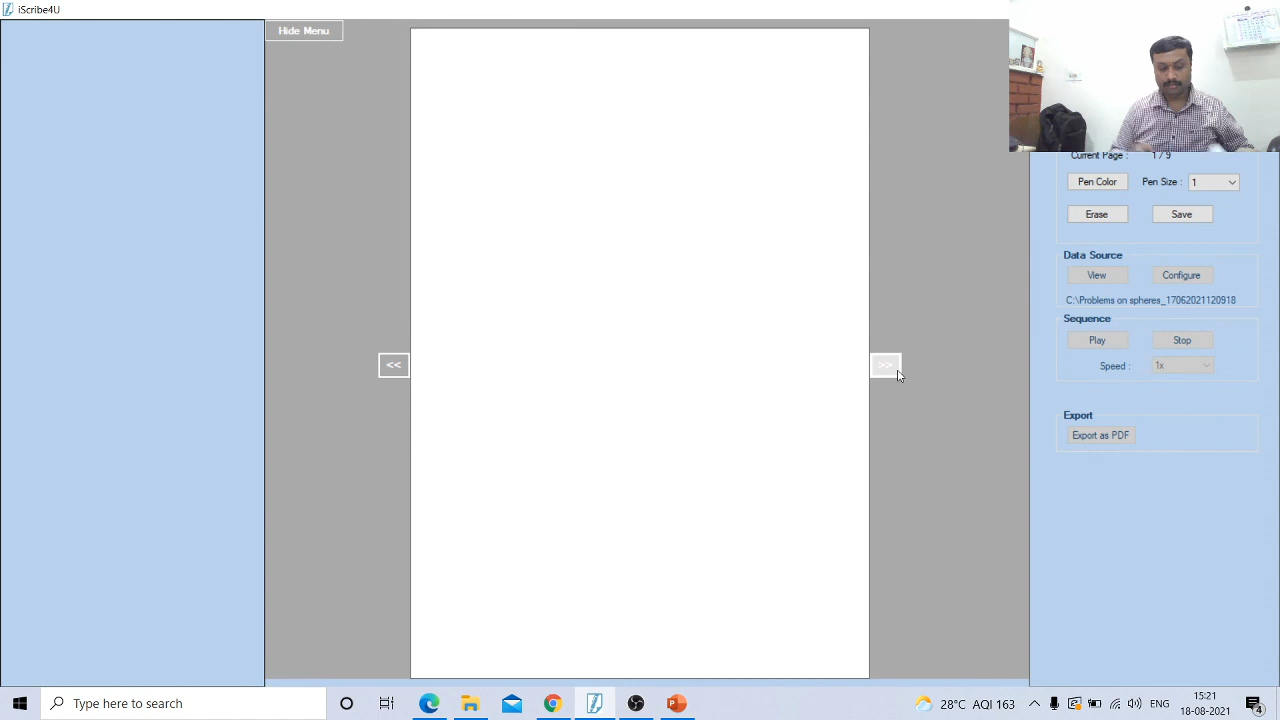 iScribe4U
Hide Menu
Current Page : 1 / 9
Pen Color Pen Size : 1
Erase Save
Data Source
View Configure
C:\Problems on spheres_17062021120918
Sequence
Play Stop
Speed : 1x
<< >>
Export
Export as PDF
Type here to search
28°C AQI 163 ENG 15:21
18-08-2021 4